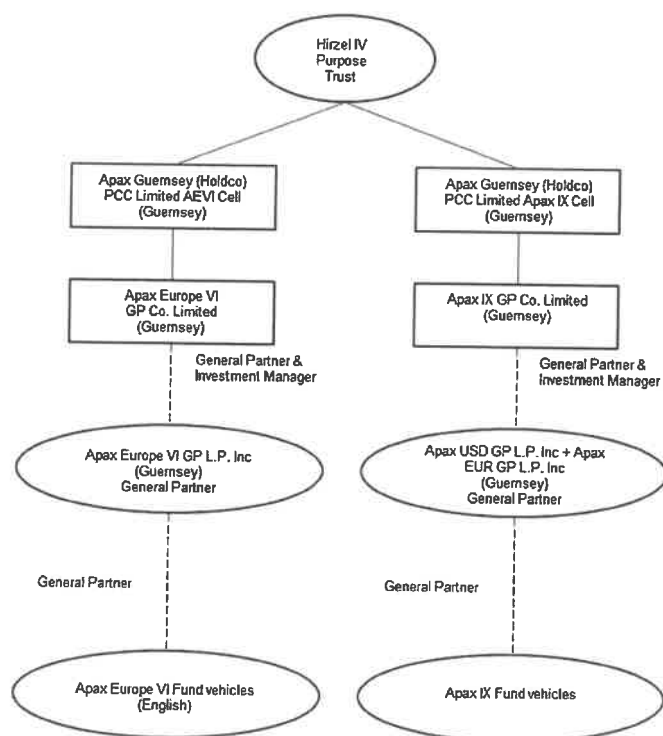 Hirzel IV
Purpose
Trust
Apax Guernsey (Holdco)
PCC Limited AEVI Cell
(Guernsey)
Apax Guernsey (Holdco)
PCC Limited Apax IX Cell
(Guernsey)
Apax Europe VI
GP Co. Limited
(Guernsey)
Apax IX GP Co. Limited
(Guernsey)
General Partner &
Investment Manager
General Partner &
Investment Manager
Apax Europe VI GP L.P. Inc
(Guernsey)
General Partner
Apax USD GP L.P. Inc + Apax
EUR GP L.P. Inc
(Guernsey)
General Partner
General Partner
General Partner
Apax Europe VI Fund vehicles
(English)
Apax IX Fund vehicles